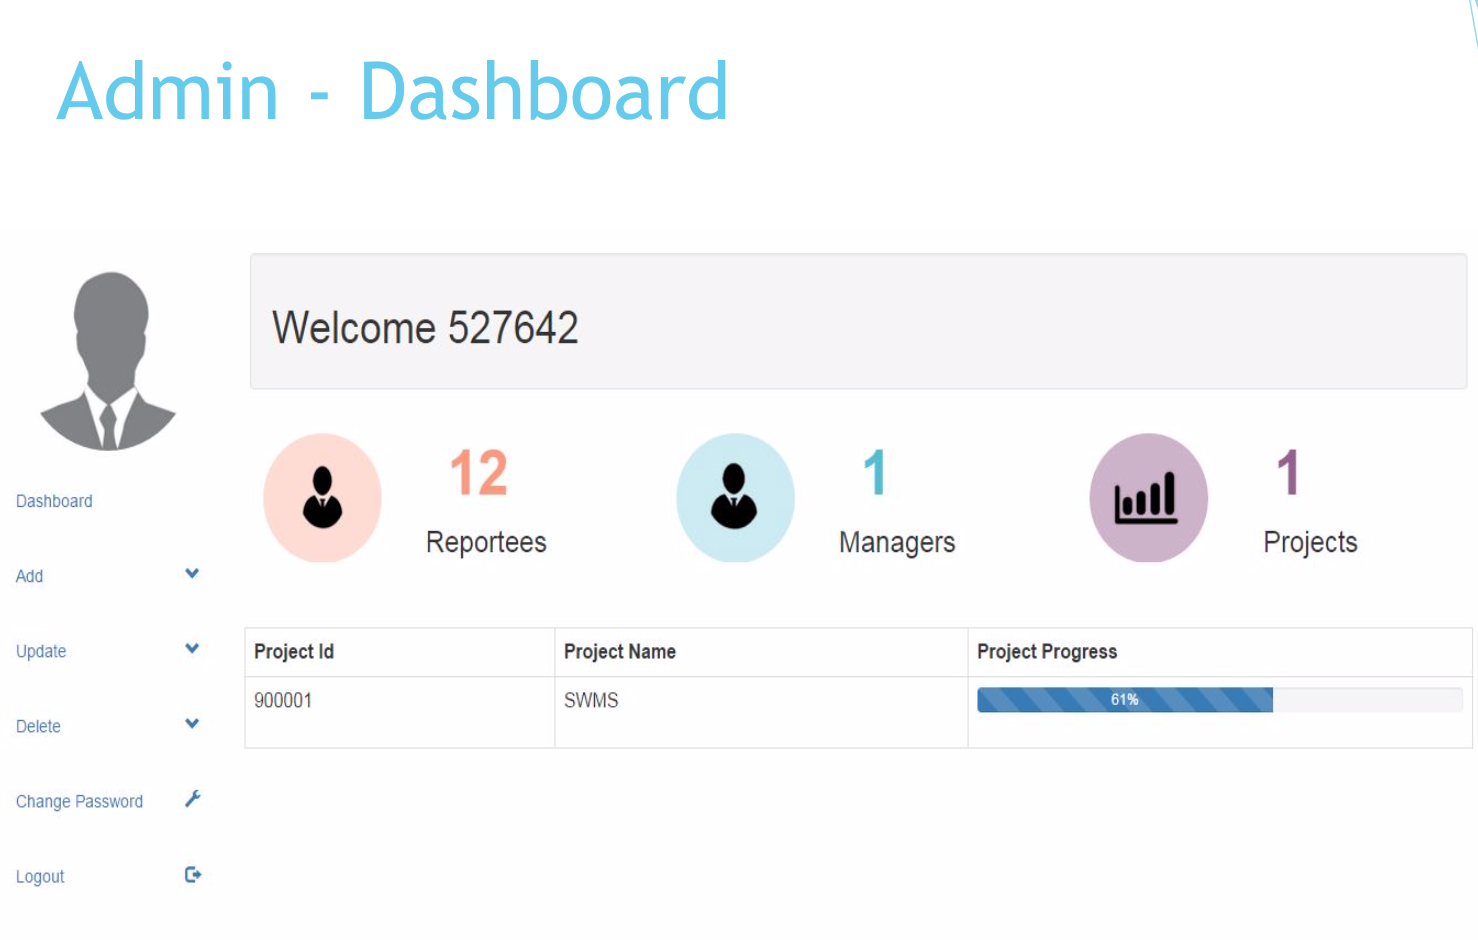 Admin - Dashboard
Welcome 527642
12
Reportees
1
Managers
1
Projects
Dashboard
Add
Update
Delete
Change Password
Logout
Project Id Project Name Project Progress
900001 SWMS 61%